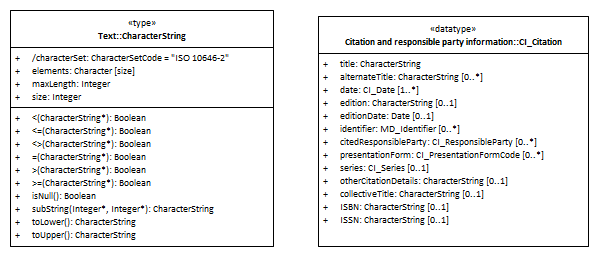 «type»
Text::CharacterString
+ /characterSet: CharacterSetCode = "ISO 10646-2"
+ elements: Character [size]
+ maxLength: Integer
+ size: Integer
+ <(CharacterString*): Boolean
+ <=(CharacterString*): Boolean
+ <>(CharacterString*): Boolean
+ =(CharacterString*): Boolean
+ >(CharacterString*): Boolean
+ >=(CharacterString*): Boolean
+ isNull(): Boolean
+ subString(Integer*, Integer*): CharacterString
+ toLower(): CharacterString
+ toUpper(): CharacterString
«datatype»
Citation and responsible party information::CI_Citation
+ title: CharacterString
+ alternateTitle: CharacterString [0..*]
+ date: CI_Date [1..*]
+ edition: CharacterString [0..1]
+ editionDate: Date [0..1]
+ identifier: MD_Identifier [0..*]
+ citedResponsibleParty: CI_ResponsibleParty [0..*]
+ presentationForm: CI_PresentationFormCode [0..*]
+ series: CI_Series [0..1]
+ otherCitationDetails: CharacterString [0..1]
+ collectiveTitle: CharacterString [0..1]
+ ISBN: CharacterString [0..1]
+ ISSN: CharacterString [0..1]